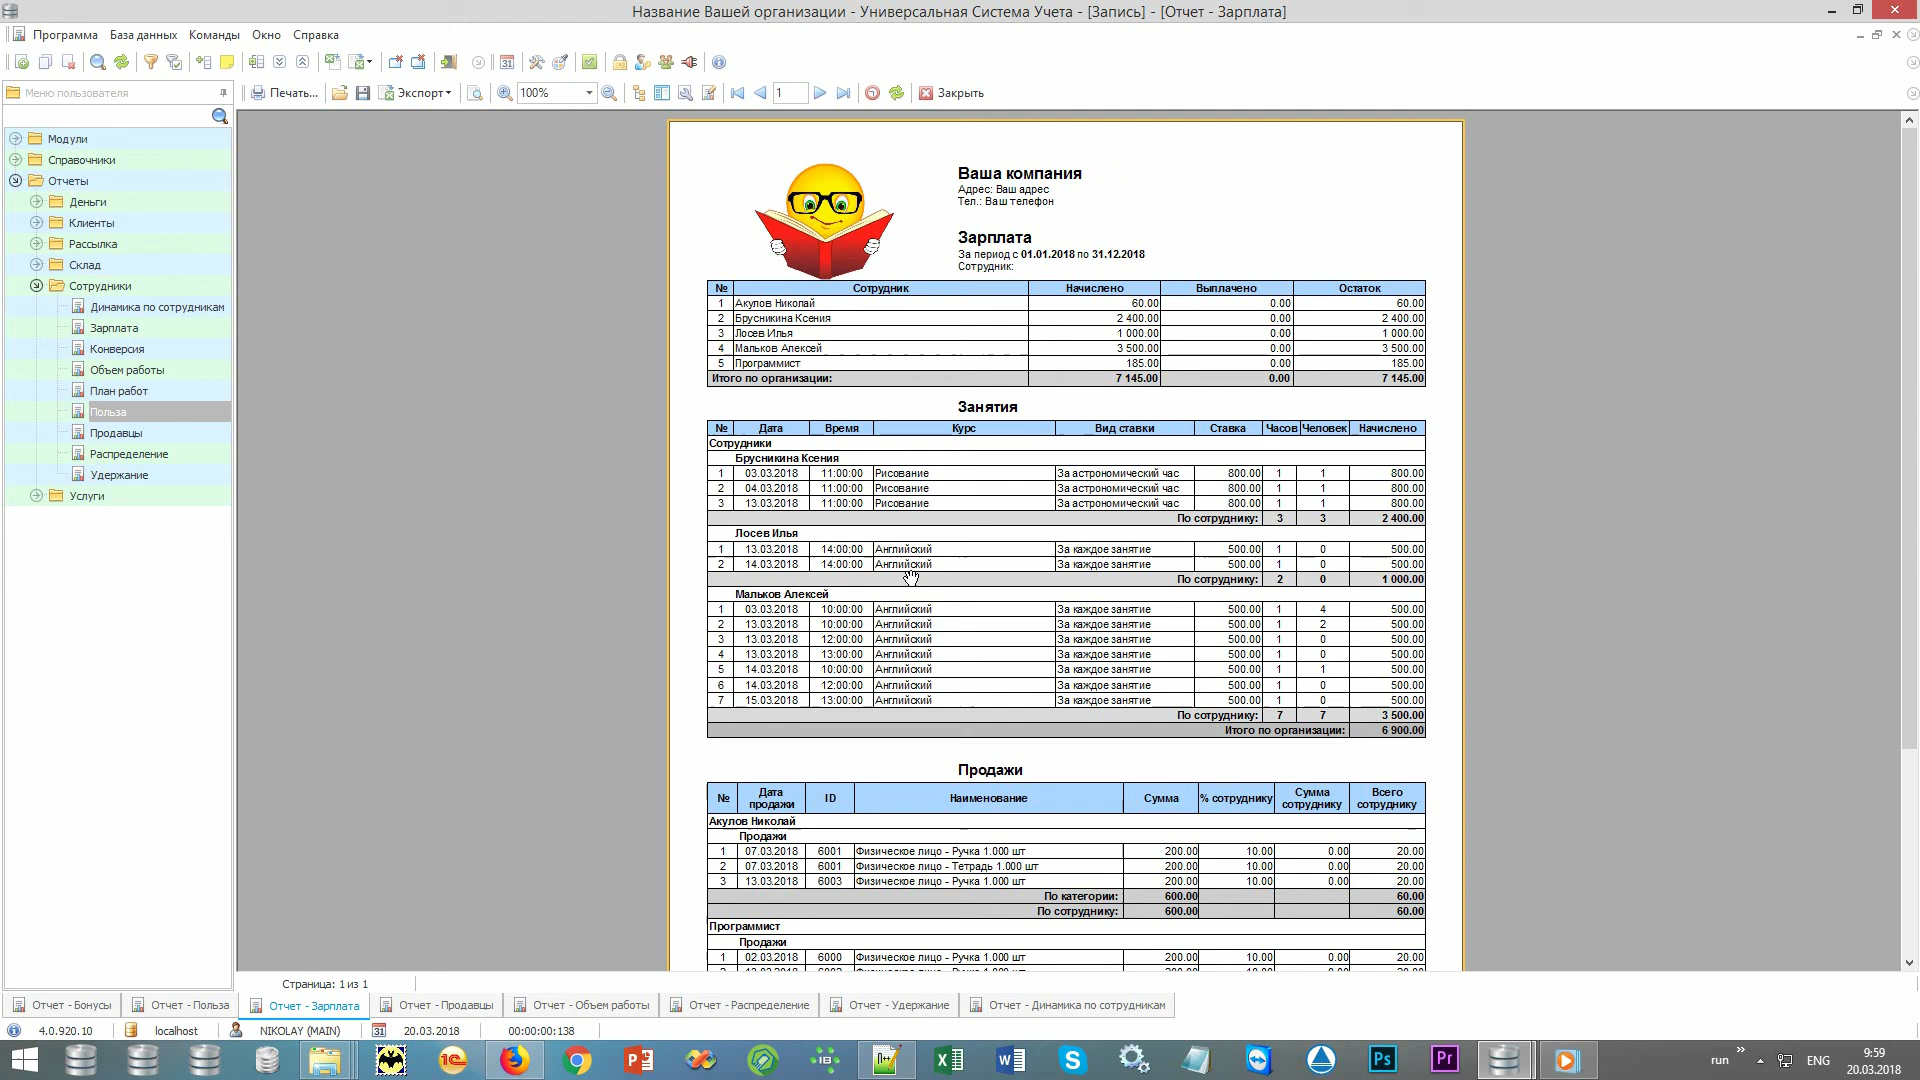 Название Вашей организации - Универсальная Система Учета - [Запись] - [Отчет - Зарплата]
Программа База данных Команды Окно Справка
Меню пользователя
Печать... Экспорт 100% 1 Закрыть
Модули
Справочники
Отчеты
Деньги
Клиенты
Рассылка
Склад
Сотрудники
Динамика по сотрудникам
Зарплата
Конверсия
Объем работы
План работ
Польза
Продавцы
Распределение
Удержание
Услуги
Ваша компания
Адрес: Ваш адрес
Тел.: Ваш телефон
Зарплата
За период с 01.01.2018 по 31.12.2018
Сотрудник:
№ Сотрудник Начислено Выплачено Остаток
1 Акулов Николай 60.00 0.00 60.00
2 Брусникина Ксения 2 400.00 0.00 2 400.00
3 Лосев Илья 1 000.00 0.00 1 000.00
4 Мальков Алексей 3 500.00 0.00 3 500.00
5 Программист 185.00 0.00 185.00
Итого по организации: 7 145.00 0.00 7 145.00
Занятия
№ Дата Время Курс Вид ставки Ставка Часов Человек Начислено
Сотрудники
Брусникина Ксения
1 03.03.2018 11:00:00 Рисование За астрономический час 800.00 1 1 800.00
2 04.03.2018 11:00:00 Рисование За астрономический час 800.00 1 1 800.00
3 13.03.2018 11:00:00 Рисование За астрономический час 800.00 1 1 800.00
По сотруднику: 3 3 2 400.00
Лосев Илья
1 13.03.2018 14:00:00 Английский За каждое занятие 500.00 1 0 500.00
2 14.03.2018 14:00:00 Английский За каждое занятие 500.00 1 0 500.00
По сотруднику: 2 0 1 000.00
Мальков Алексей
1 03.03.2018 10:00:00 Английский За каждое занятие 500.00 1 4 500.00
2 13.03.2018 10:00:00 Английский За каждое занятие 500.00 1 2 500.00
3 13.03.2018 12:00:00 Английский За каждое занятие 500.00 1 0 500.00
4 13.03.2018 13:00:00 Английский За каждое занятие 500.00 1 0 500.00
5 14.03.2018 10:00:00 Английский За каждое занятие 500.00 1 1 500.00
6 14.03.2018 12:00:00 Английский За каждое занятие 500.00 1 0 500.00
7 15.03.2018 13:00:00 Английский За каждое занятие 500.00 1 0 500.00
По сотруднику: 7 7 3 500.00
Итого по организации: 6 900.00
Продажи
№ Дата продажи ID Наименование Сумма % сотруднику Сумма сотруднику Всего сотруднику
Акулов Николай
Продажи
1 07.03.2018 6001 Физическое лицо - Ручка 1.000 шт 200.00 10.00 0.00 20.00
2 07.03.2018 6001 Физическое лицо - Тетрадь 1.000 шт 200.00 10.00 0.00 20.00
3 13.03.2018 6003 Физическое лицо - Ручка 1.000 шт 200.00 10.00 0.00 20.00
По категории: 600.00 60.00
По сотруднику: 600.00 60.00
Программист
Продажи
1 02.03.2018 6000 Физическое лицо - Ручка 1.000 шт 200.00 10.00 0.00 20.00
Страница: 1 из 1
Отчет - Бонусы Отчет - Польза Отчет - Зарплата Отчет - Продавцы Отчет - Объем работы Отчет - Распределение Отчет - Удержание Отчет - Динамика по сотрудникам
4.0.920.10 localhost NIKOLAY (MAIN) 31 20.03.2018 00:00:00:138
run ENG 9:59
20.03.2018